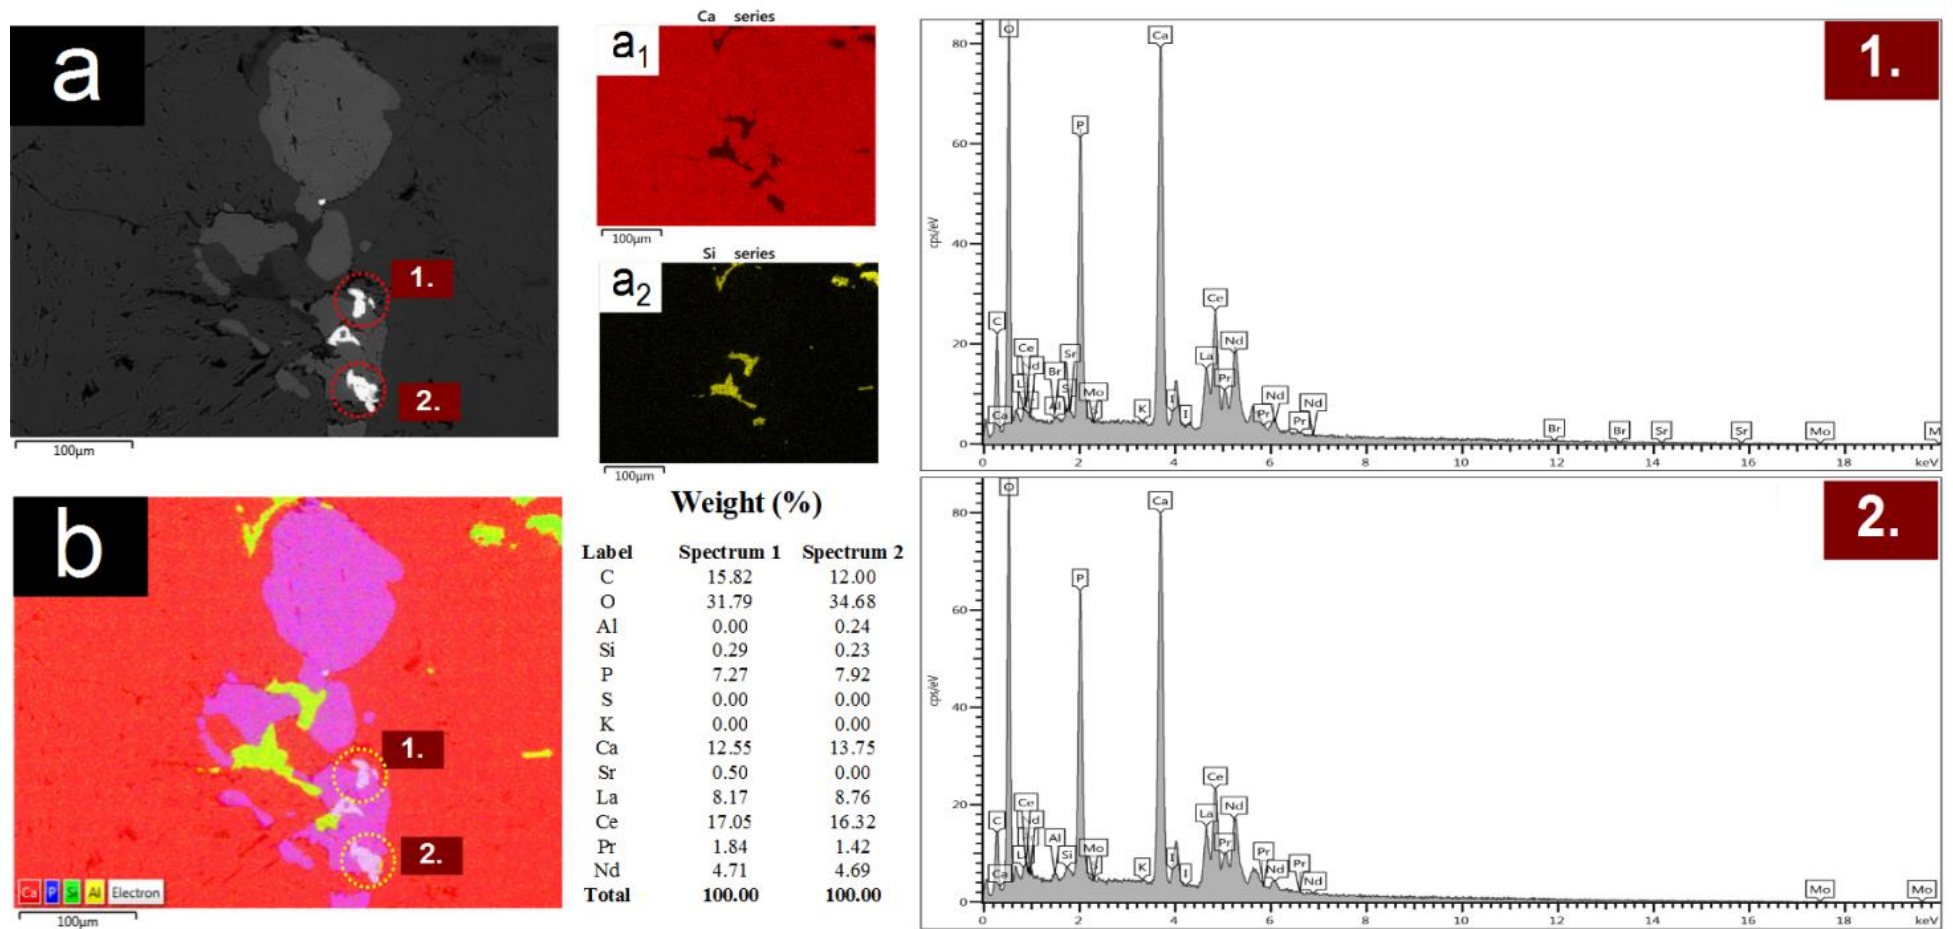 a
1.
2.
100μm
Ca series
a1
100μm
Si series
a2
100μm
b
1.
2.
Ca P Si Al Electron
100μm
Weight (%)
Label Spectrum 1 Spectrum 2
C 15.82 12.00
O 31.79 34.68
Al 0.00 0.24
Si 0.29 0.23
P 7.27 7.92
S 0.00 0.00
K 0.00 0.00
Ca 12.55 13.75
Sr 0.50 0.00
La 8.17 8.76
Ce 17.05 16.32
Pr 1.84 1.42
Nd 4.71 4.69
Total 100.00 100.00
1.
cps/eV
80
60
40
20
0
O
Ca
P
C
Ce
Nd
Sr
Br
L
Al
S
Mo
Ca
K
I
I
La
Ce
Pr
Nd
Pr
Nd
Pr
Nd
Br
Br
Sr
Sr
Mo
M
0 2 4 6 8 10 12 14 16 18 keV
2.
cps/eV
80
60
40
20
0
O
Ca
P
C
Ce
Nd
L
Al
Si
Mo
Ca
K
I
I
La
Ce
Pr
Nd
Pr
Nd
Pr
Nd
Mo
Mo
0 2 4 6 8 10 12 14 16 18 keV